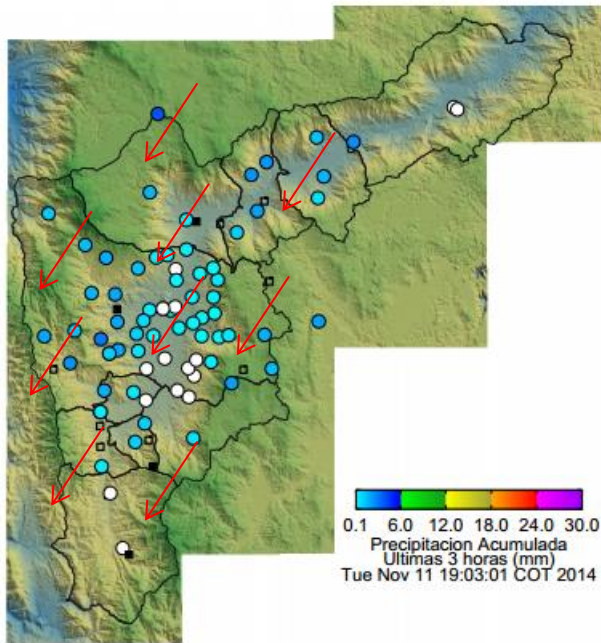 0.1 6.0 12.0 18.0 24.0 30.0
Precipitacion Acumulada
Ultimas 3 horas (mm)
Tue Nov 11 19:03:01 COT 2014